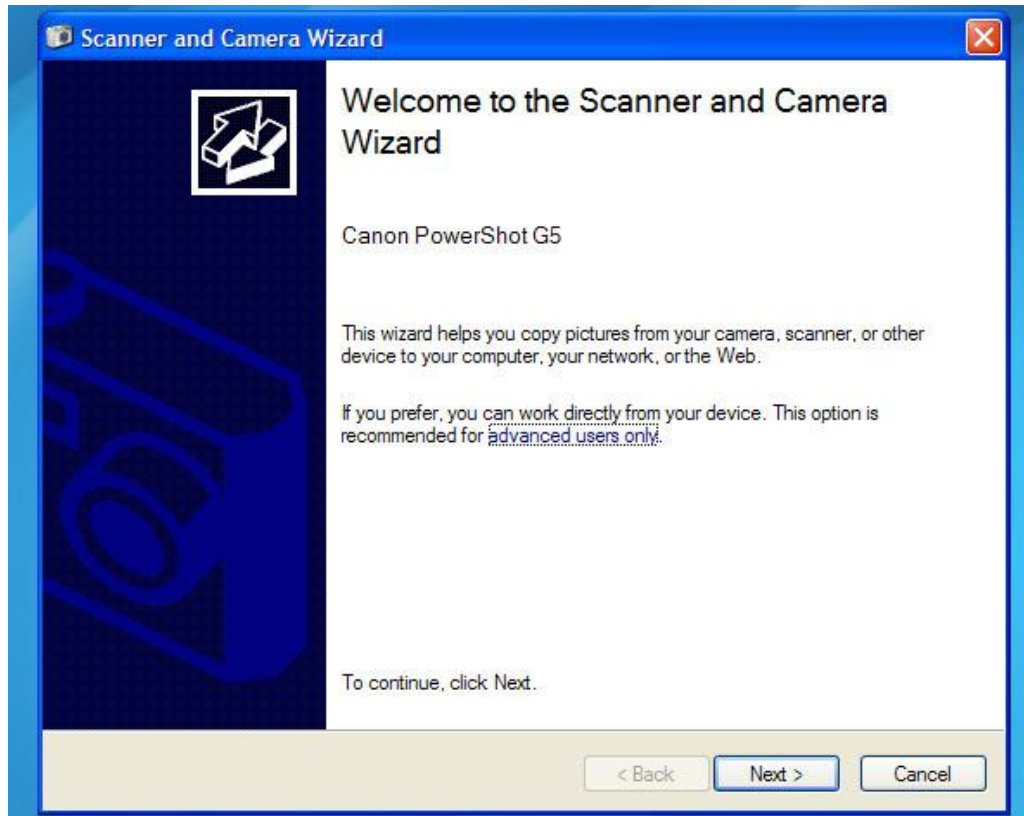 Scanner and Camera Wizard
Welcome to the Scanner and Camera
Wizard
Canon PowerShot G5
This wizard helps you copy pictures from your camera, scanner, or other
device to your computer, your network, or the Web.
If you prefer, you can work directly from your device. This option is
recommended for advanced users only.
To continue, click Next.
< Back Next > Cancel